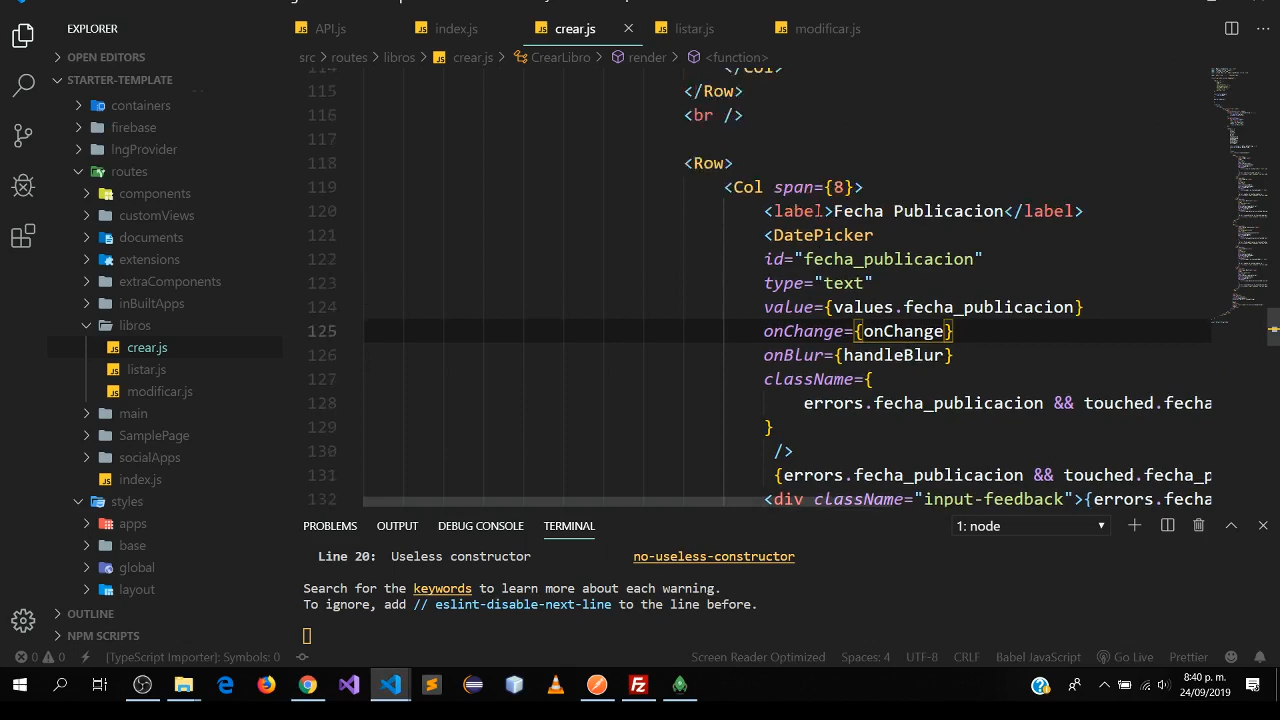 EXPLORER
OPEN EDITORS
STARTER-TEMPLATE
containers
firebase
lngProvider
routes
components
customViews
documents
extensions
extraComponents
inBuiltApps
libros
crear.js
listar.js
modificar.js
main
SamplePage
socialApps
index.js
styles
apps
base
global
layout
OUTLINE
NPM SCRIPTS
API.js
index.js
crear.js
listar.js
modificar.js
src > routes > libros > crear.js > CrearLibro > render > <function>
114 </Col>
115 </Row>
116 <br />
117
118 <Row>
119 <Col span={8}>
120 <label>Fecha Publicacion</label>
121 <DatePicker
122 id="fecha_publicacion"
123 type="text"
124 value={values.fecha_publicacion}
125 onChange={onChange}
126 onBlur={handleBlur}
127 className={
128 errors.fecha_publicacion && touched.fecha
129 }
130 />
131 {errors.fecha_publicacion && touched.fecha_p
132 <div className="input-feedback">{errors.fecha
PROBLEMS OUTPUT DEBUG CONSOLE TERMINAL 1: node
Line 20: Useless constructor no-useless-constructor
Search for the keywords to learn more about each warning.
To ignore, add // eslint-disable-next-line to the line before.
0 0 [TypeScript Importer]: Symbols: 0 Screen Reader Optimized Spaces: 4 UTF-8 CRLF Babel JavaScript Go Live Prettier
8:40 p. m.
24/09/2019